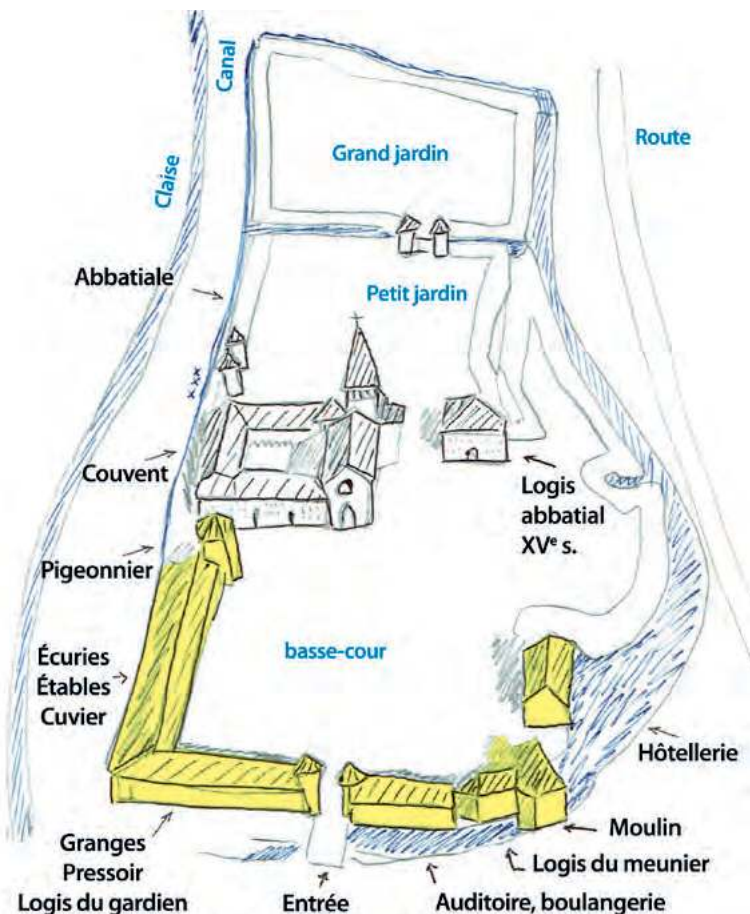 Canal
Grand jardin
Route
Claise
Abbatiale
Petit jardin
Couvent
Logis
abbatial
XVe s.
Pigeonnier
Écuries
Étables
Cuvier
basse-cour
Hôtellerie
Moulin
Granges
Pressoir
Logis du gardien
Logis du meunier
Entrée
Auditoire, boulangerie